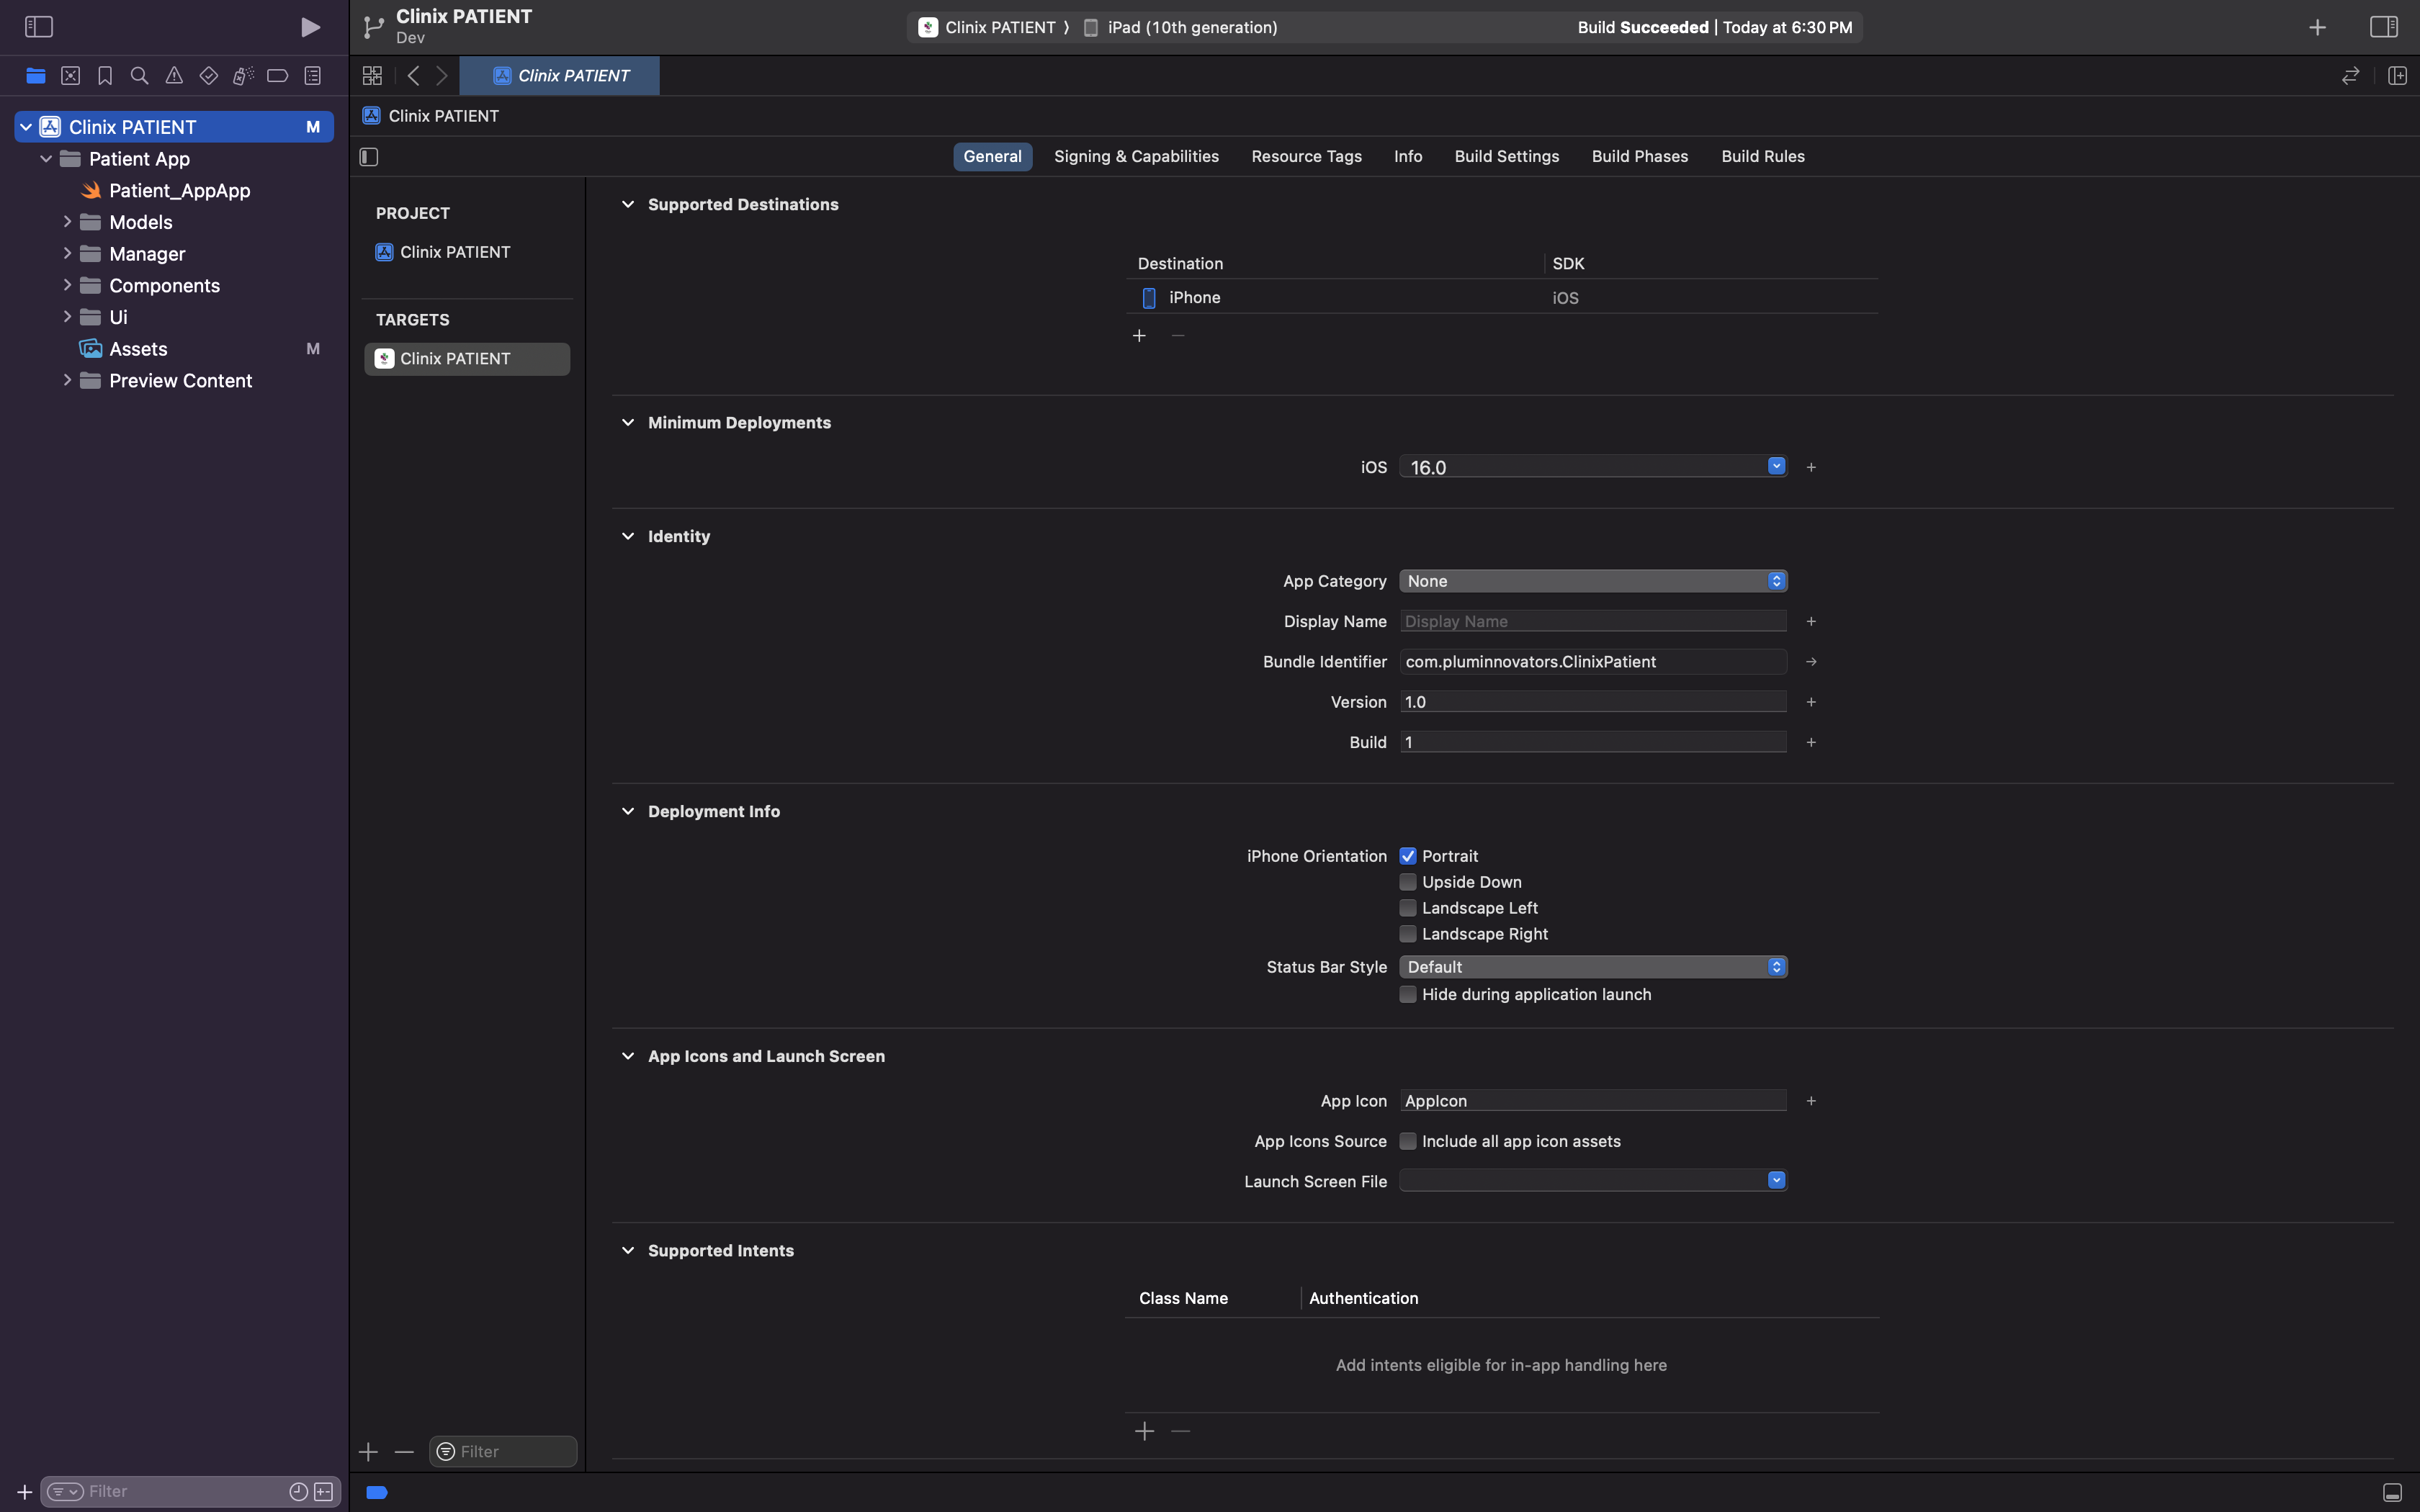 Clinix PATIENT
Dev
Clinix PATIENT
iPad (10th generation)
Build Succeeded | Today at 6:30 PM
Clinix PATIENT
Clinix PATIENT
Clinix PATIENT M
Patient App
Patient_AppApp
Models
Manager
Components
Ui
Assets M
Preview Content
Filter
General
Signing & Capabilities
Resource Tags
Info
Build Settings
Build Phases
Build Rules
PROJECT
Clinix PATIENT
TARGETS
Clinix PATIENT
Filter
Supported Destinations
Destination SDK
iPhone iOS
Minimum Deployments
iOS 16.0
Identity
App Category None
Display Name Display Name
Bundle Identifier com.pluminnovators.ClinixPatient
Version 1.0
Build 1
Deployment Info
iPhone Orientation Portrait
Upside Down
Landscape Left
Landscape Right
Status Bar Style Default
Hide during application launch
App Icons and Launch Screen
App Icon AppIcon
App Icons Source Include all app icon assets
Launch Screen File
Supported Intents
Class Name Authentication
Add intents eligible for in-app handling here